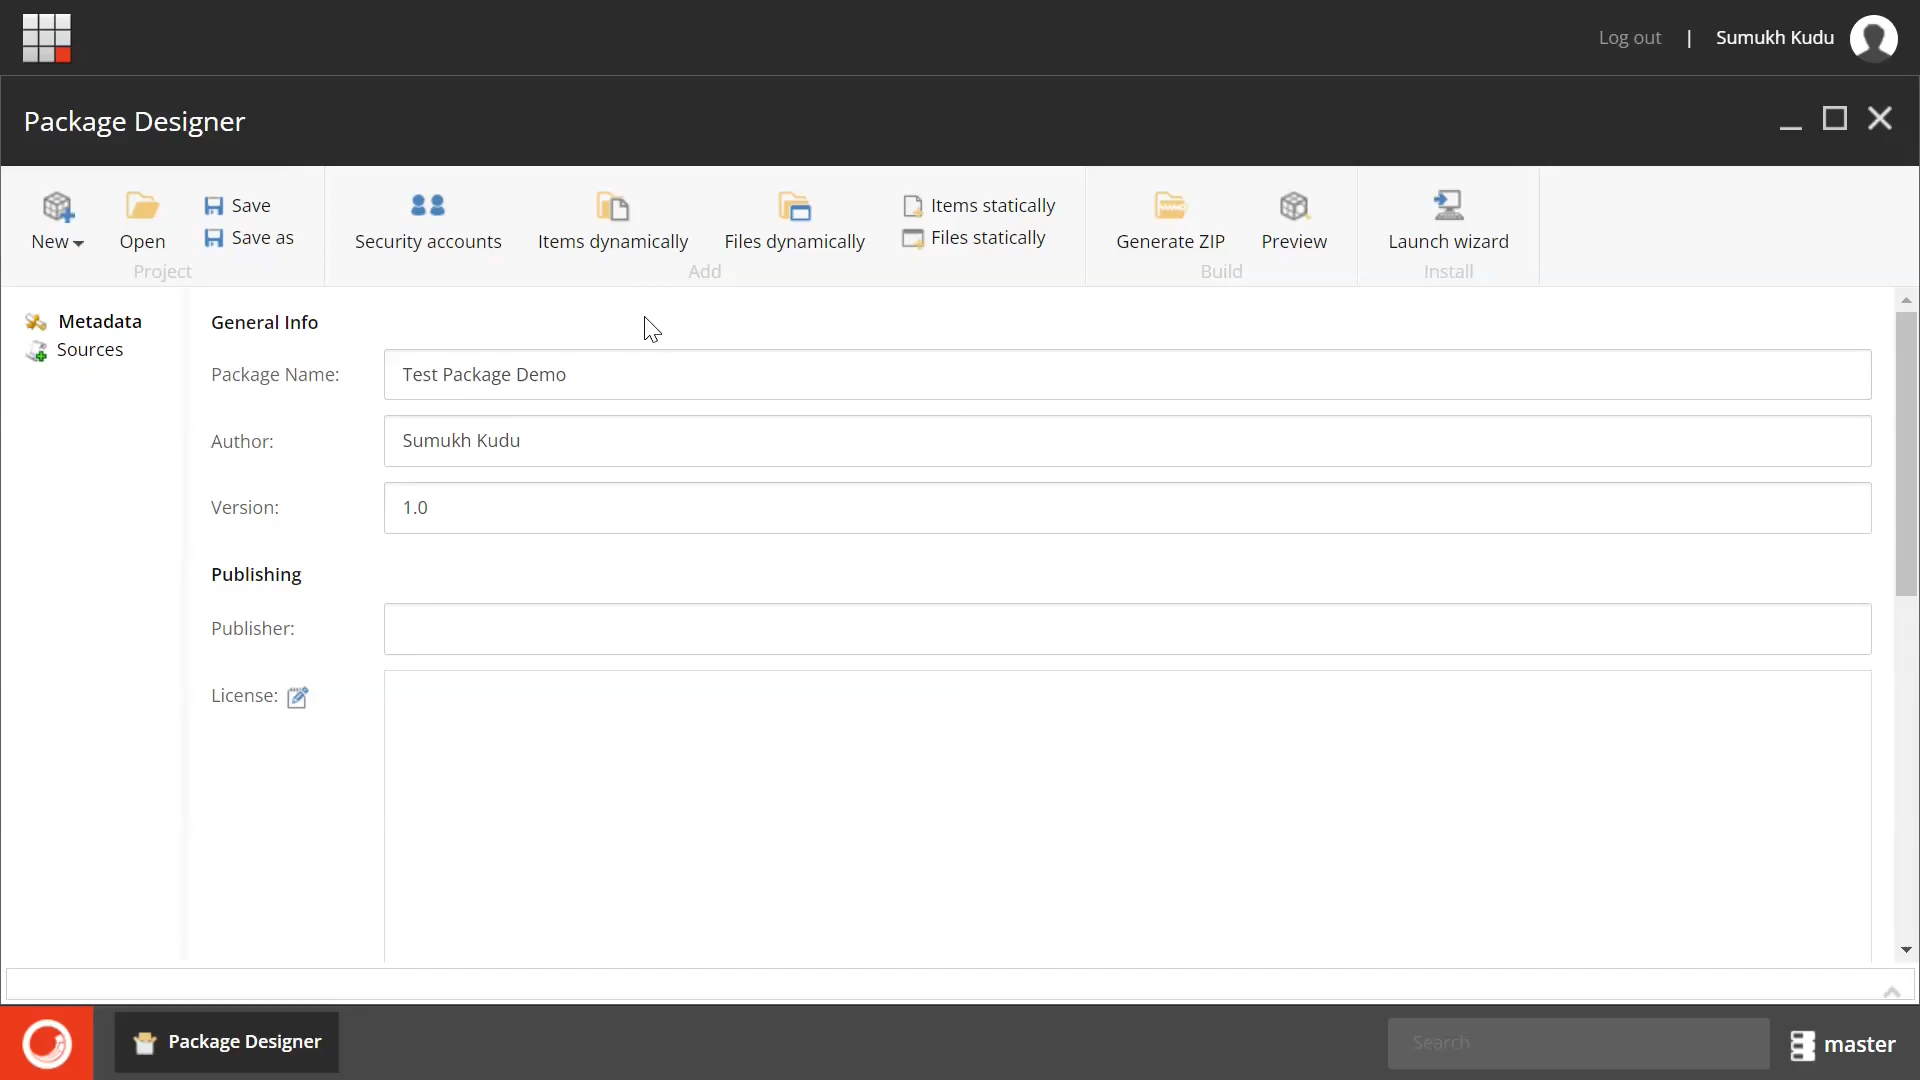 Log out | Sumukh Kudu
Package Designer
New Open Save Save as
Project
Security accounts Items dynamically Files dynamically Items statically Files statically
Add
Generate ZIP Preview
Build
Launch wizard
Install
Metadata
Sources
General Info
Package Name: Test Package Demo
Author: Sumukh Kudu
Version: 1.0
Publishing
Publisher:
License:
Package Designer Search master